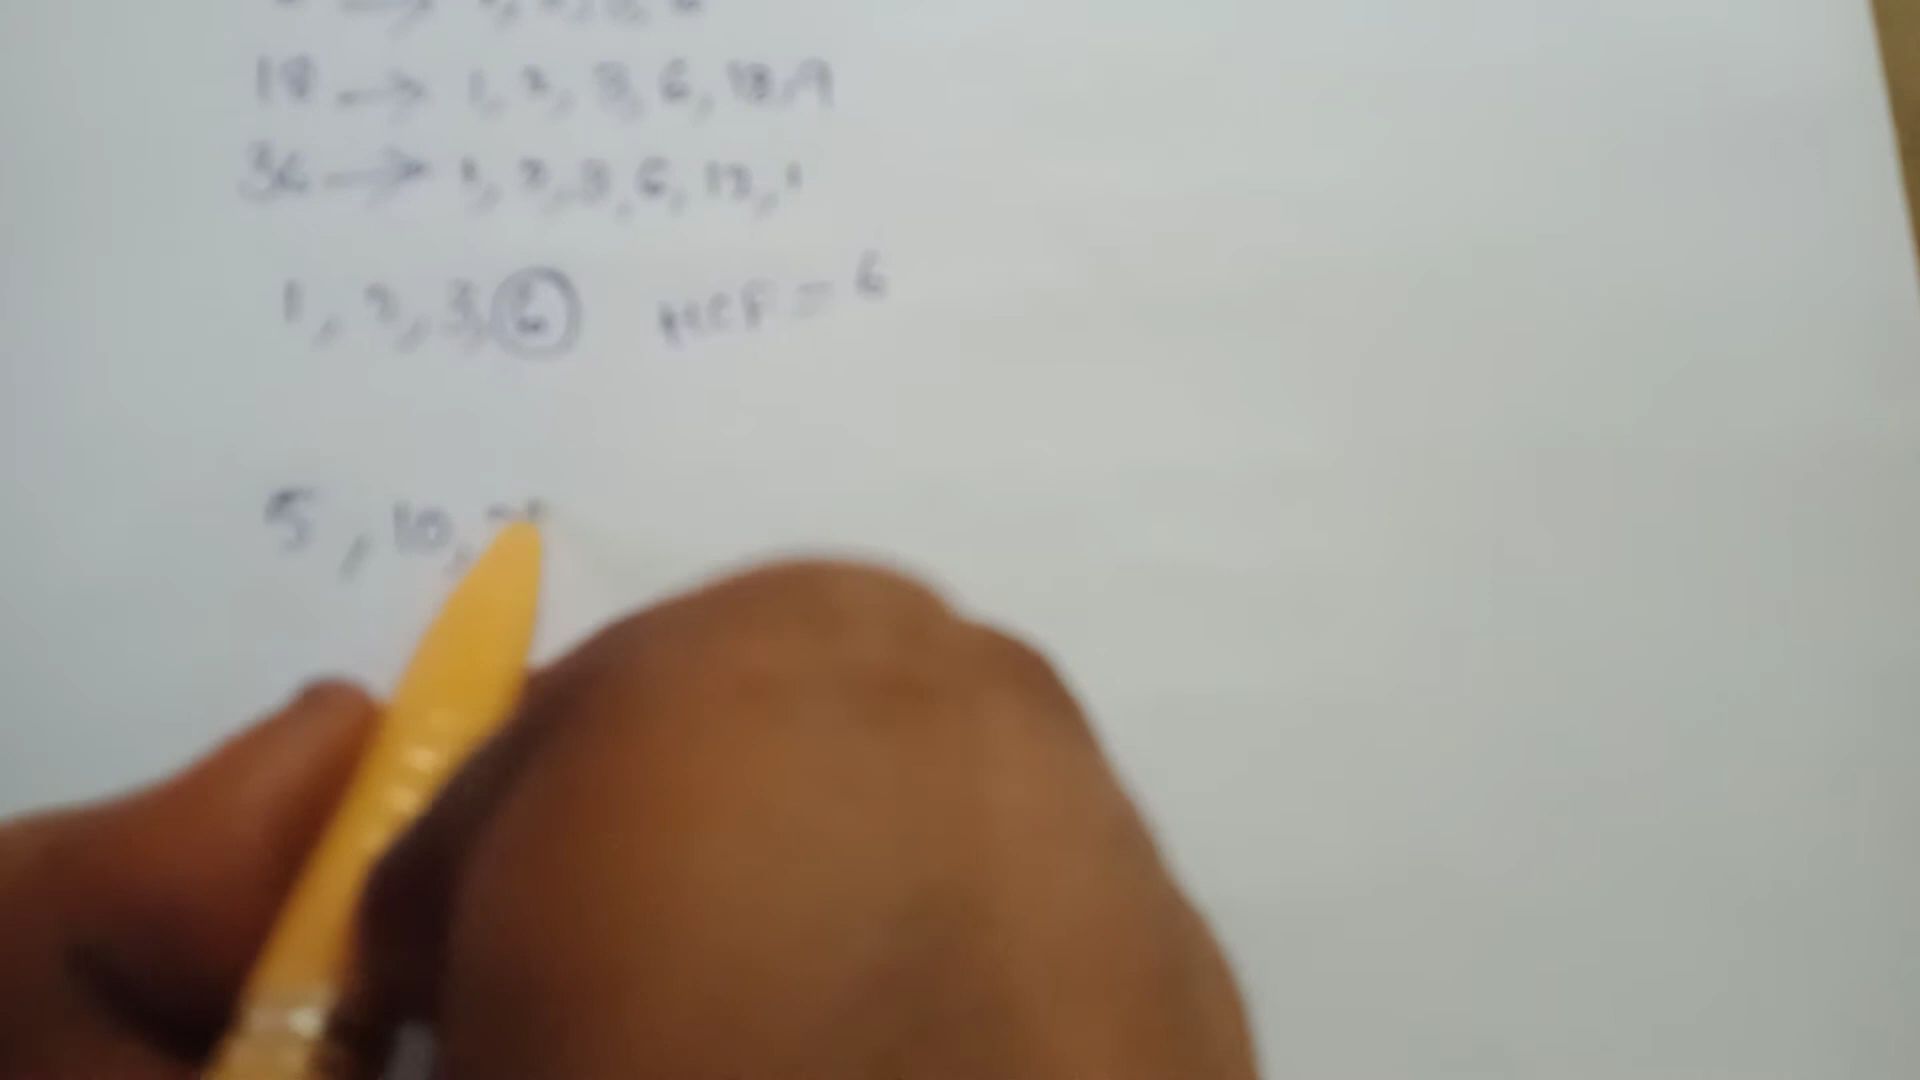 18 → 1, 2, 3, 6, 18, 9
36 → 1, 2, 3, 6, 12, 1
1, 2, 3, 6 HCF = 6
5, 10,